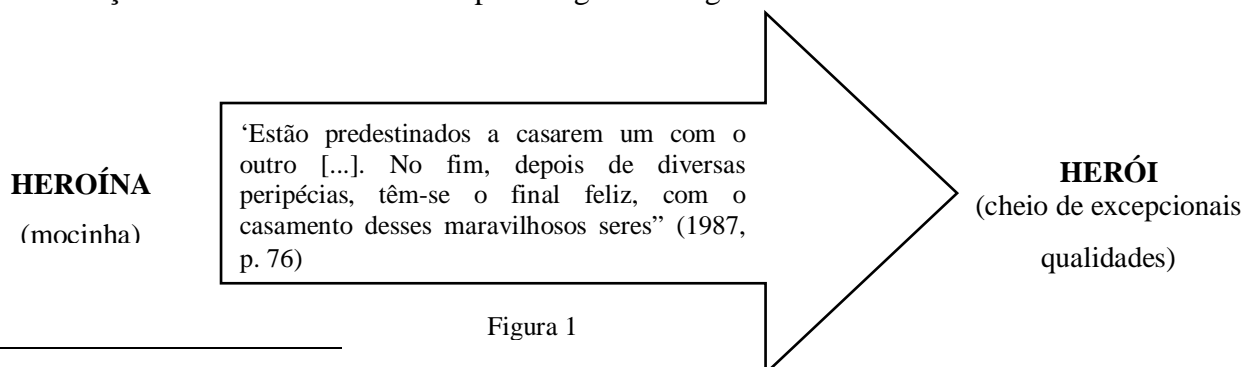 HEROÍNA
(mocinha)
‘Estão predestinados a casarem um com o
outro [...]. No fim, depois de diversas
peripécias, têm-se o final feliz, com o
casamento desses maravilhosos seres” (1987,
p. 76)
HERÓI
(cheio de excepcionais
qualidades)
Figura 1